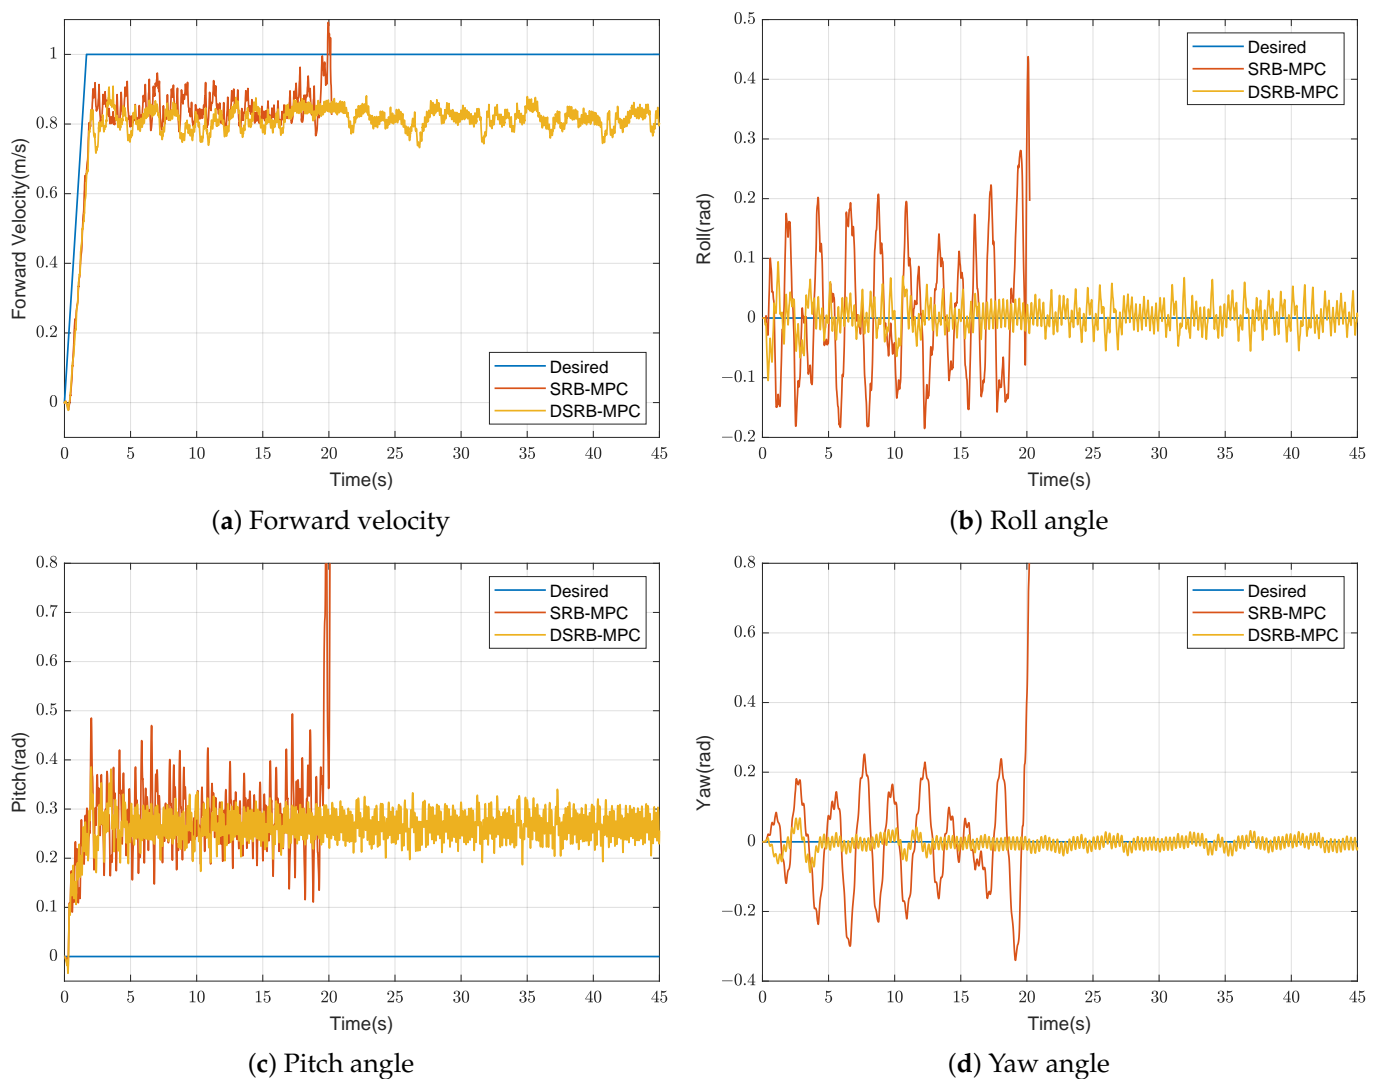 Forward Velocity(m/s)
1
0.8
0.6
0.4
0.2
0
Desired
SRB-MPC
DSRB-MPC
0 5 10 15 20 25 30 35 40 45
Time(s)
(a) Forward velocity
Roll(rad)
0.5
0.4
0.3
0.2
0.1
0
−0.1
−0.2
Desired
SRB-MPC
DSRB-MPC
0 5 10 15 20 25 30 35 40 45
Time(s)
(b) Roll angle
Pitch(rad)
0.8
0.7
0.6
0.5
0.4
0.3
0.2
0.1
0
Desired
SRB-MPC
DSRB-MPC
0 5 10 15 20 25 30 35 40 45
Time(s)
(c) Pitch angle
Yaw(rad)
0.8
0.6
0.4
0.2
0
−0.2
−0.4
Desired
SRB-MPC
DSRB-MPC
0 5 10 15 20 25 30 35 40 45
Time(s)
(d) Yaw angle